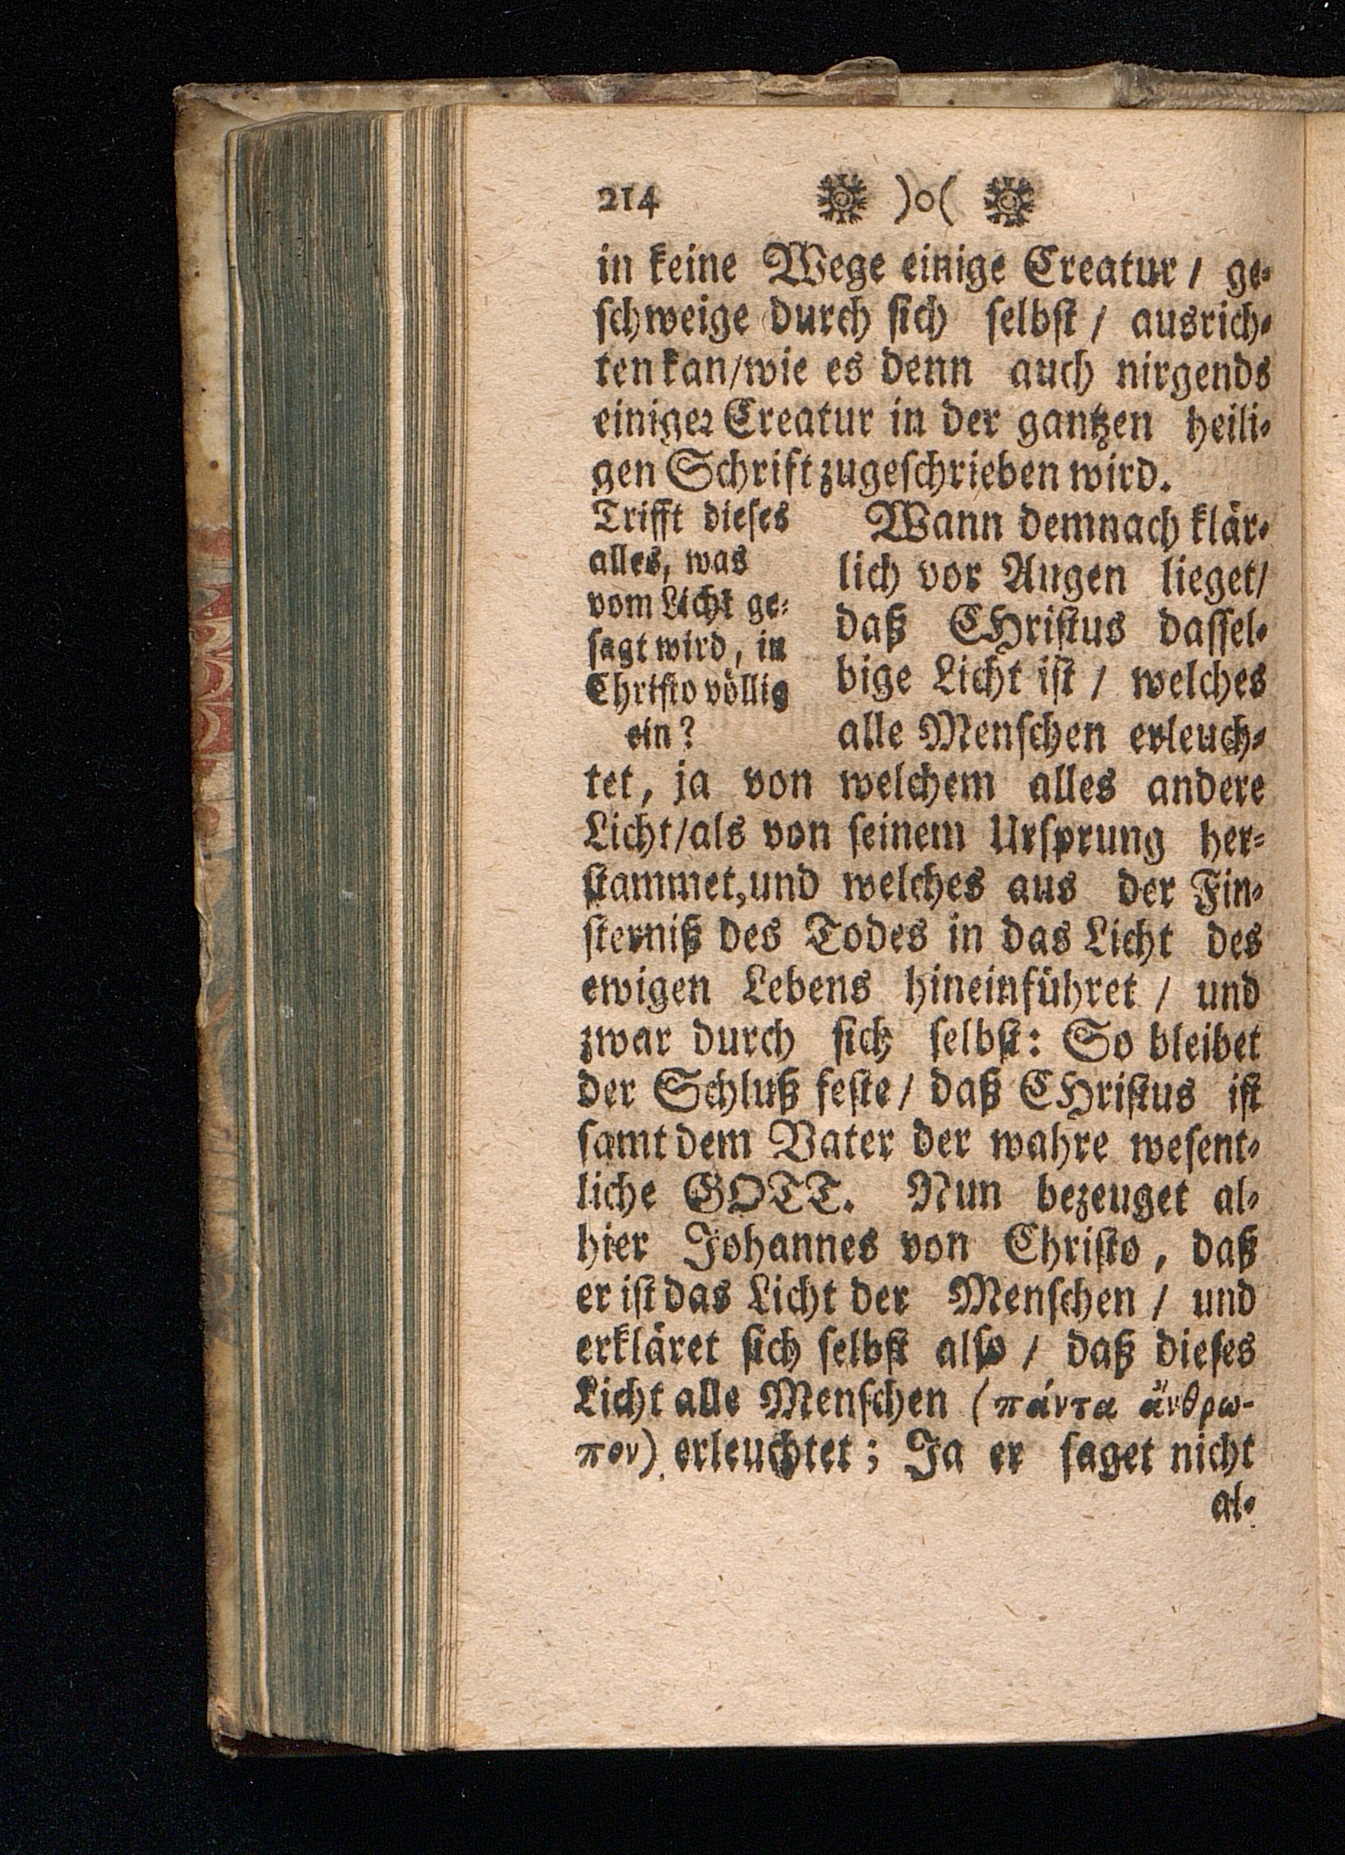 214 )o(
in keine Wege einige Creatur / ge-
ſchweige durch ſich ſelbſt / ausrich-
ten kan/wie es denn auch nirgends
einiger Creatur in der gantzen heili-
gen Schrift zugeſchrieben wird.
Trifft dieſes
alles, was
vom Licht ge-
ſagt wird, in
Chriſto völlig
ein?
Wann demnach klär-
lich vor Augen lieget/
daß CHriſtus daſſel-
bige Licht iſt / welches
alle Menſchen erleuch-
tet, ja von welchem alles andere
Licht/als von ſeinem Urſprung her-
ſtammet,und welches aus der Fin-
ſterniß des Todes in das Licht des
ewigen Lebens hineinführet / und
zwar durch ſich ſelbſt: So bleibet
der Schluß feſte / daß CHriſtus iſt
ſamt dem Vater der wahre weſent-
liche GOTT. Nun bezeuget al-
hier Johannes von Chriſto, daß
er iſt das Licht der Menſchen / und
erkläret ſich ſelbſt alſo / daß dieſes
Licht alle Menſchen (πάντα ἄνθρω-
πον) erleuchtet; Ja er ſaget nicht
al-